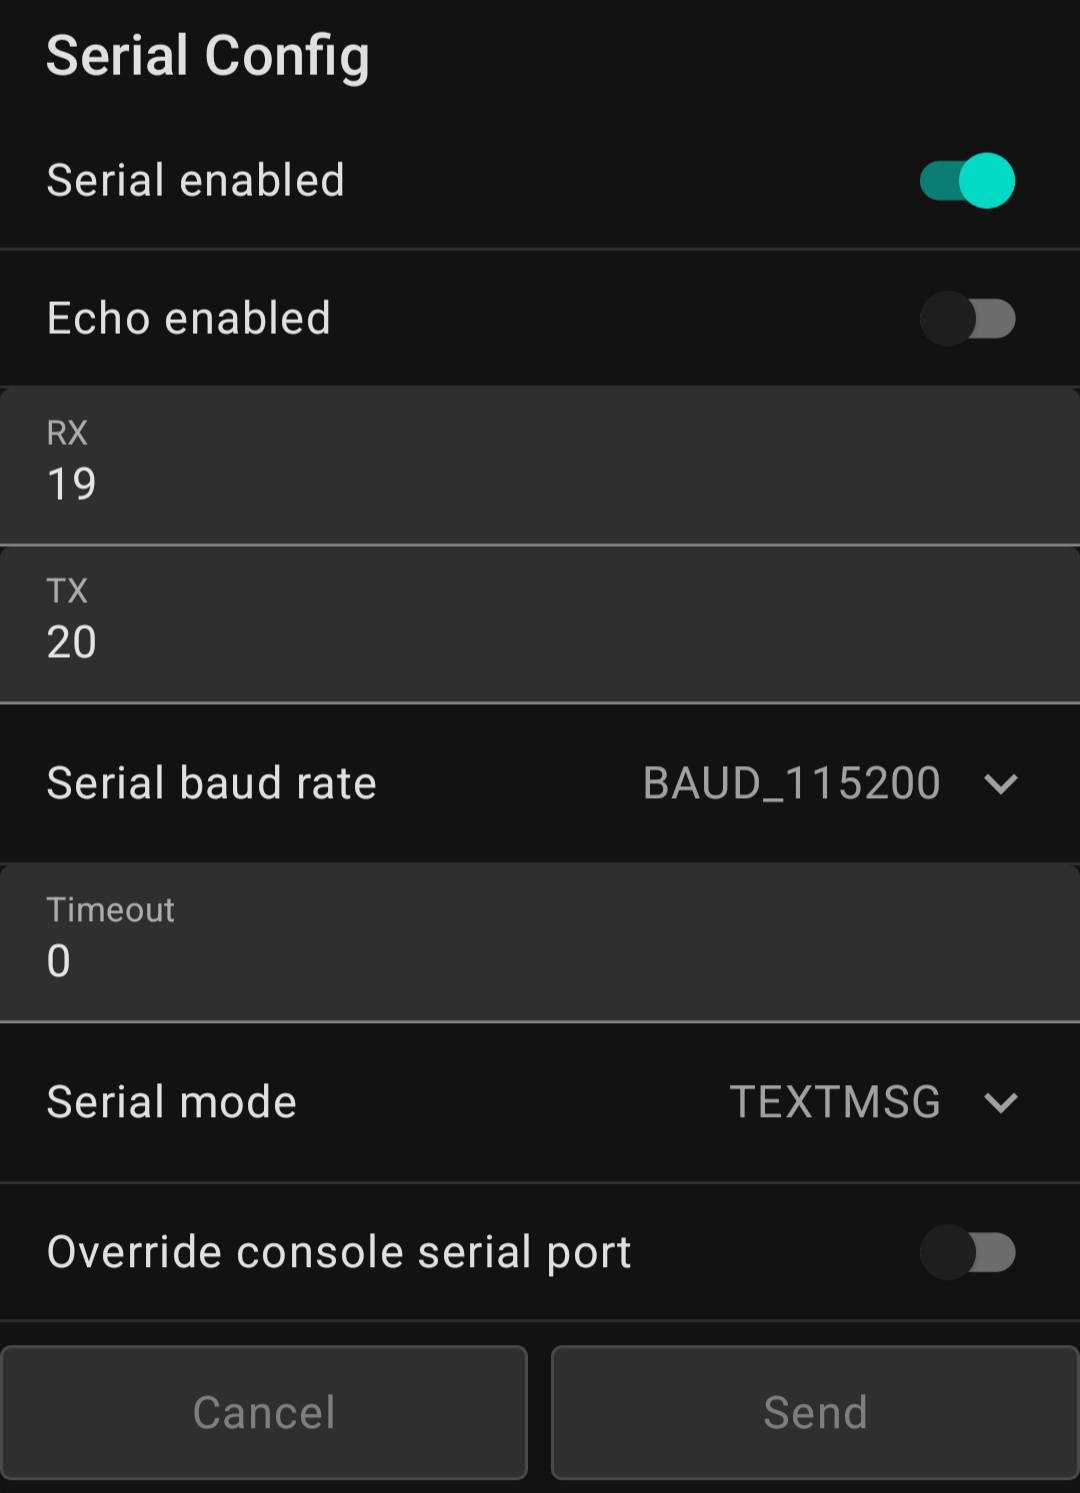 Serial Config
Serial enabled
Echo enabled
RX
19
TX
20
Serial baud rate BAUD_115200
Timeout
0
Serial mode TEXTMSG
Override console serial port
Cancel Send